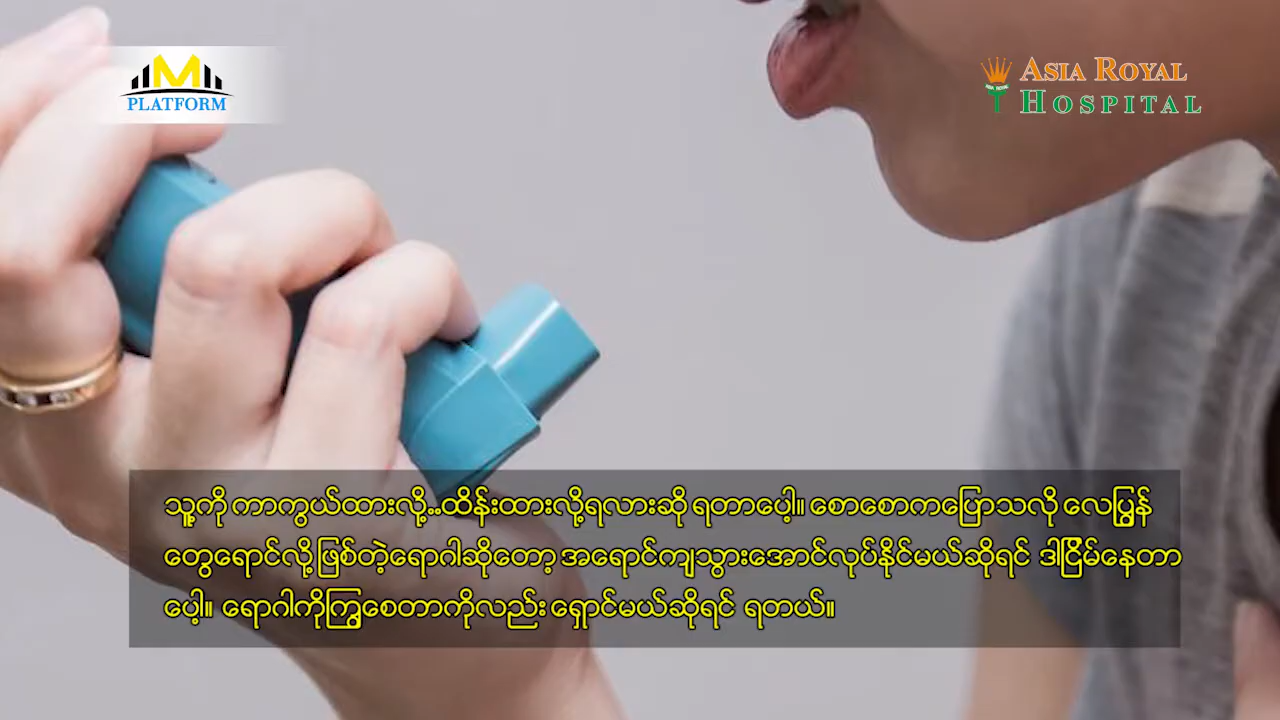 M
PLATFORM
ASIA ROYAL
HOSPITAL
သူ့ကို ကာကွယ်ထားလို့..ထိန်းထားလို့ရလားဆို ရတာပေါ့။ စောစောကပြောသလို လေပြွန်
တွေရောင်လို့ဖြစ်တဲ့ရောဂါဆိုတော့ အရောင်ကျသွားအောင်လုပ်နိုင်မယ်ဆိုရင် ဒါငြိမ်နေတာ
ပေါ့။ ရောဂါကိုကြွစေတာကိုလည်း ရှောင်မယ်ဆိုရင် ရတယ်။